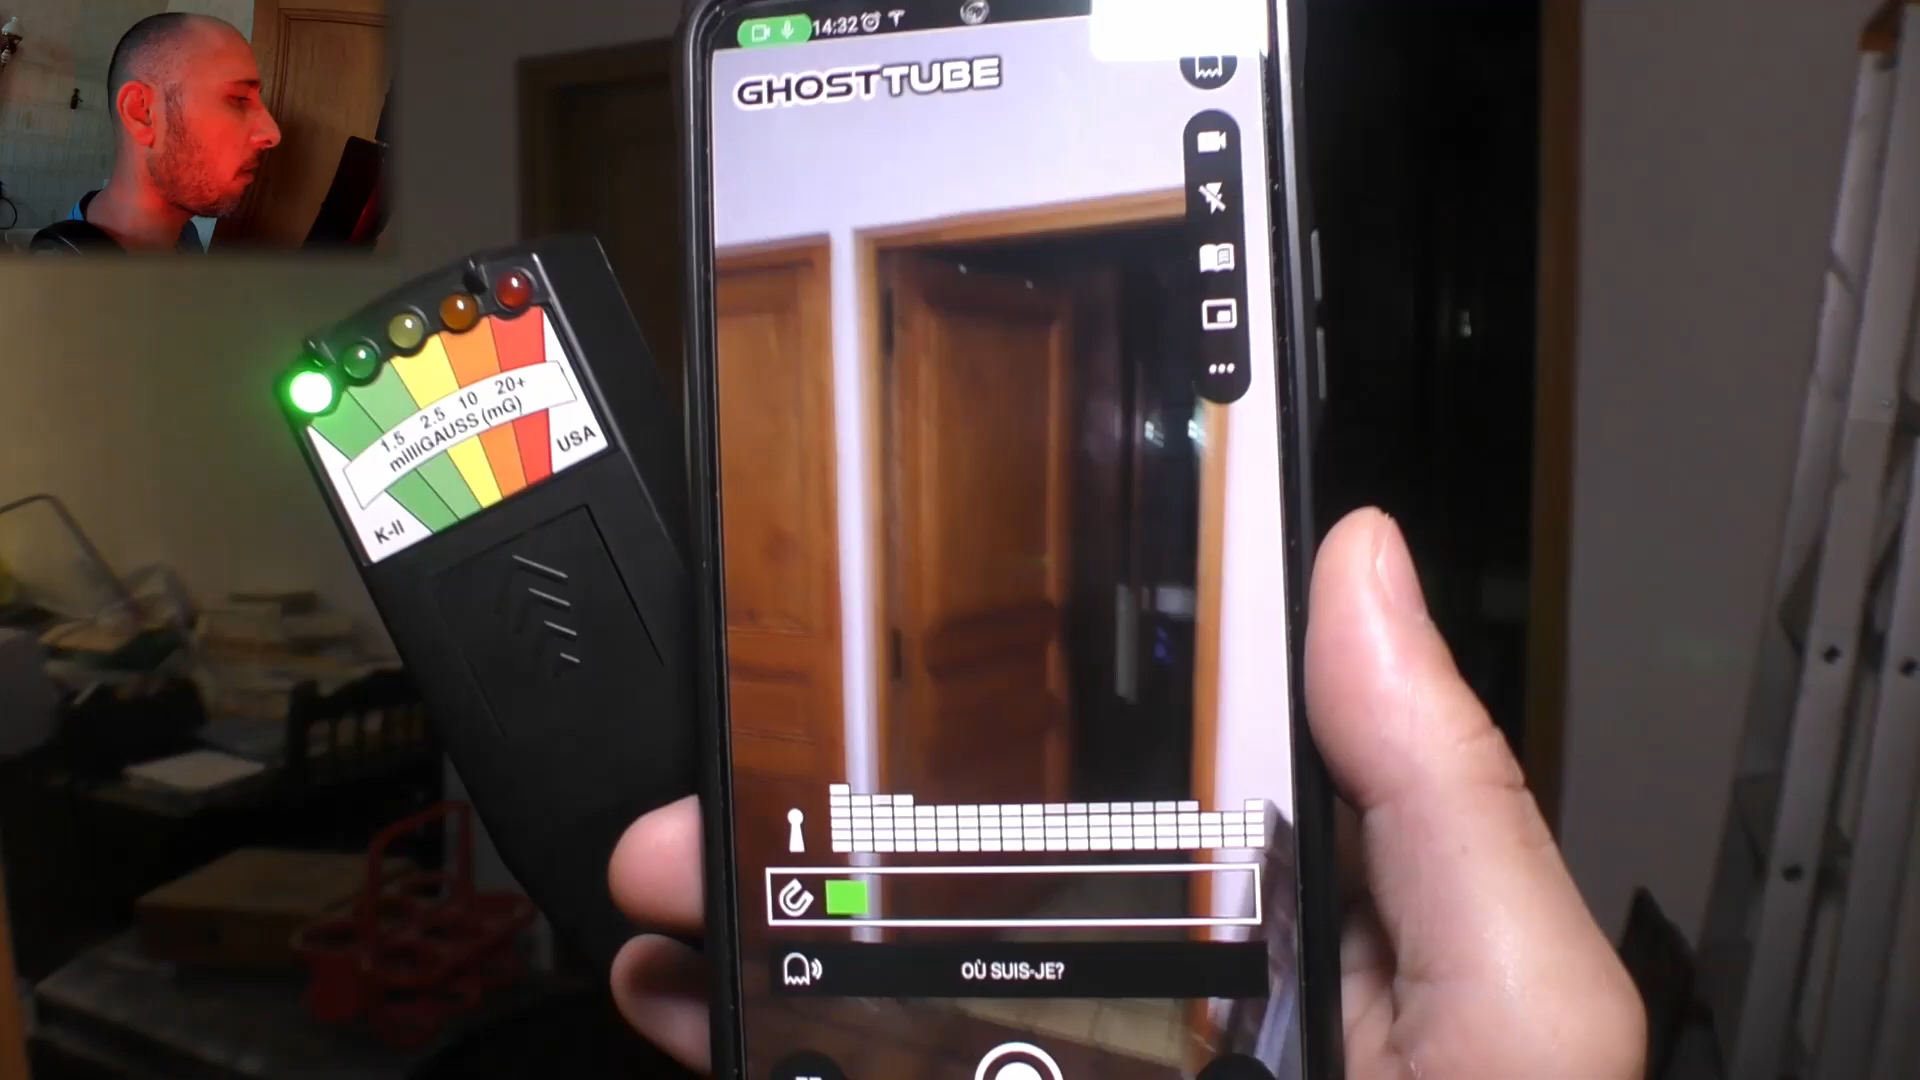 14:32
GHOSTTUBE
1.5 2.5 10 20+
milliGAUSS (mG)
USA
K-II
OÙ SUIS-JE?